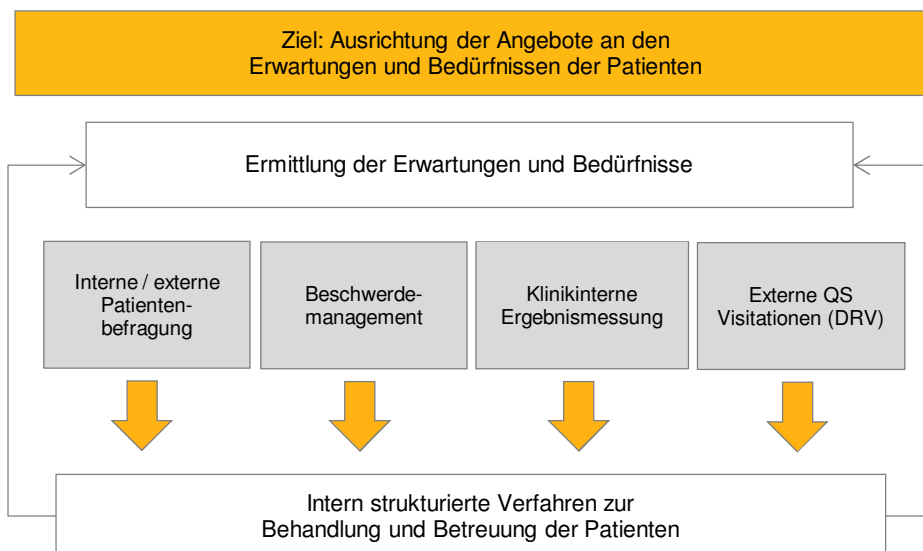 Ziel: Ausrichtung der Angebote an den
Erwartungen und Bedürfnissen der Patienten
Ermittlung der Erwartungen und Bedürfnisse
Interne / externe
Patienten-
befragung
Beschwerde-
management
Klinikinterne
Ergebnismessung
Externe QS
Visitationen (DRV)
Intern strukturierte Verfahren zur
Behandlung und Betreuung der Patienten